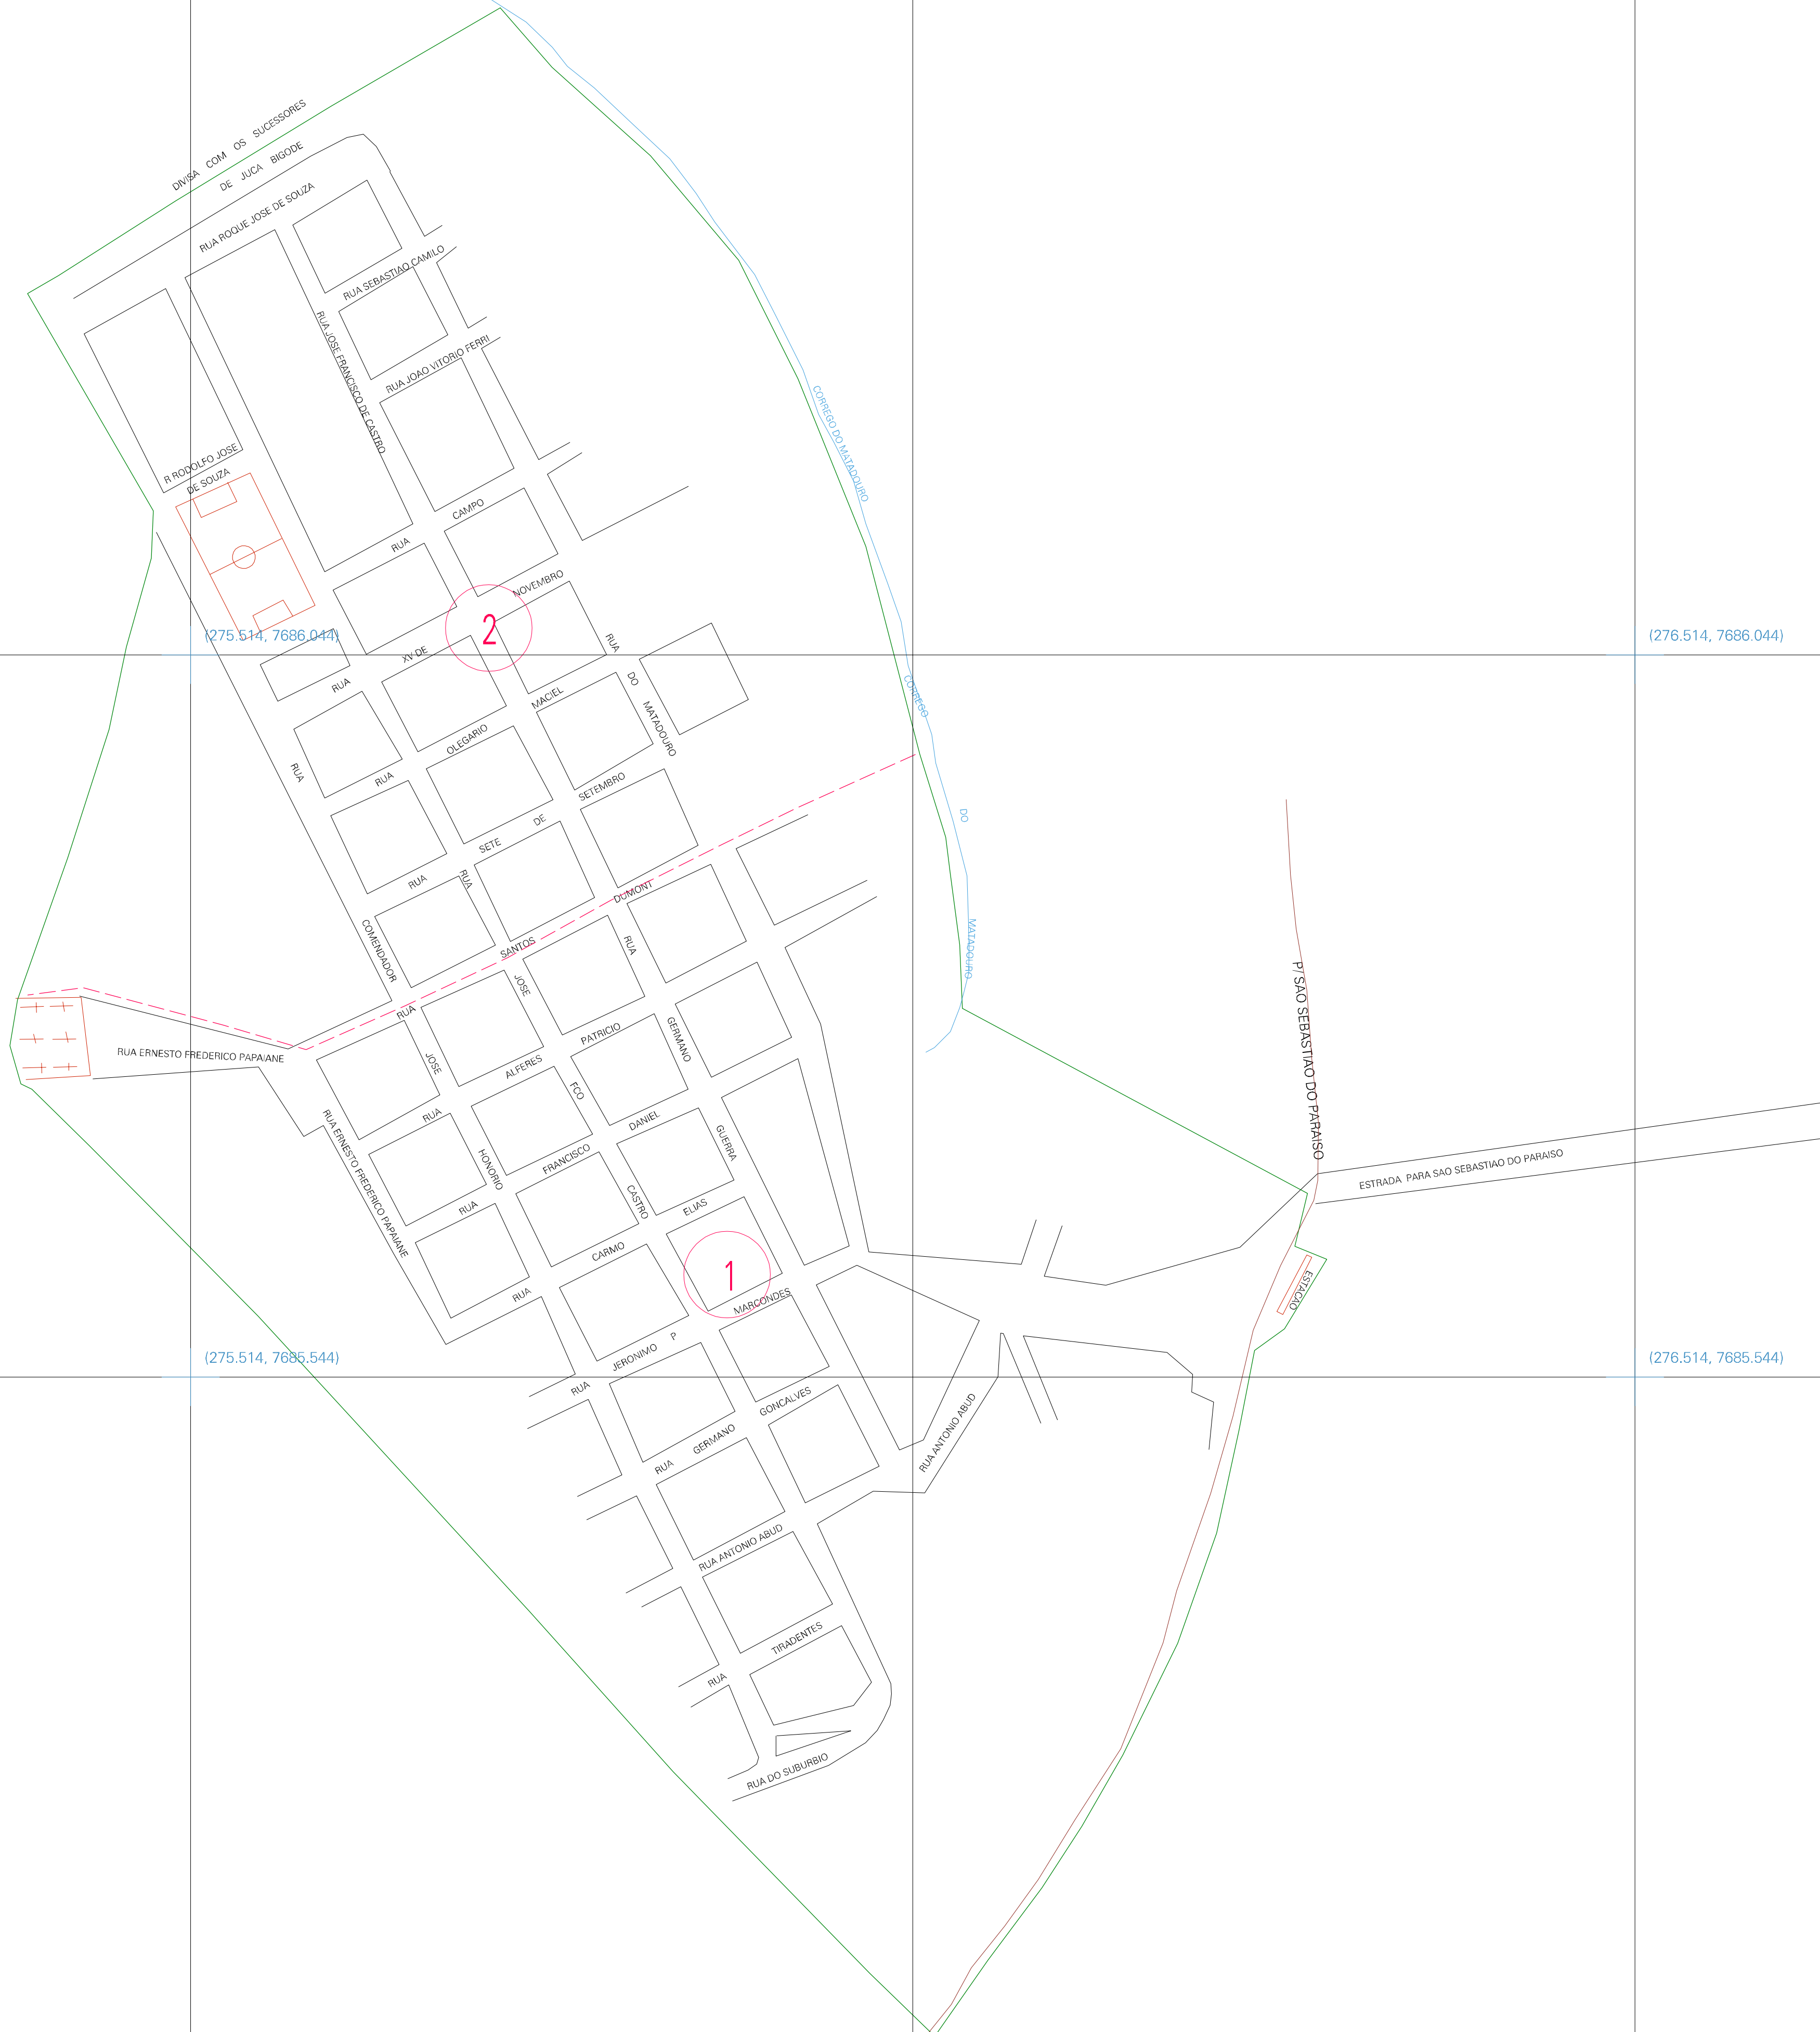 DIVISA COM OS SUCESSORES
DE JUCA BIGODE
RUA ROQUE JOSE DE SOUZA
RUA SEBASTIAO CAMILO
RUA JOAO VITORIO FERRI
RUA JOSE FRANCISCO DE CASTRO
R RODOLFO JOSE
DE SOUZA
CORREGO DO MATADOURO
RUA CAMPO
RUA XV DE NOVEMBRO
2
(275.514, 7686.044)
(276.514, 7686.044)
RUA OLEGARIO MACIEL
RUA DO MATADOURO
CORREGO DO MATADOURO
RUA SETE DE SETEMBRO
RUA COMENDADOR JOSE HONORIO
RUA SANTOS DUMONT
RUA JOSE FCO CASTRO
RUA GERMANO GUERRA
RUA ERNESTO FREDERICO PAPAIANE
RUA ERNESTO FREDERICO PAPAIANE
RUA ALFERES PATRICIO
RUA FRANCISCO DANIEL
RUA CARMO ELIAS
1
RUA JERONIMO P MARCONDES
P/ SAO SEBASTIAO DO PARAISO
ESTRADA PARA SAO SEBASTIAO DO PARAISO
ESTACAO
(275.514, 7685.544)
(276.514, 7685.544)
RUA GERMANO GONCALVES
RUA ANTONIO ABUD
RUA ANTONIO ABUD
RUA TIRADENTES
RUA DO SUBURBIO